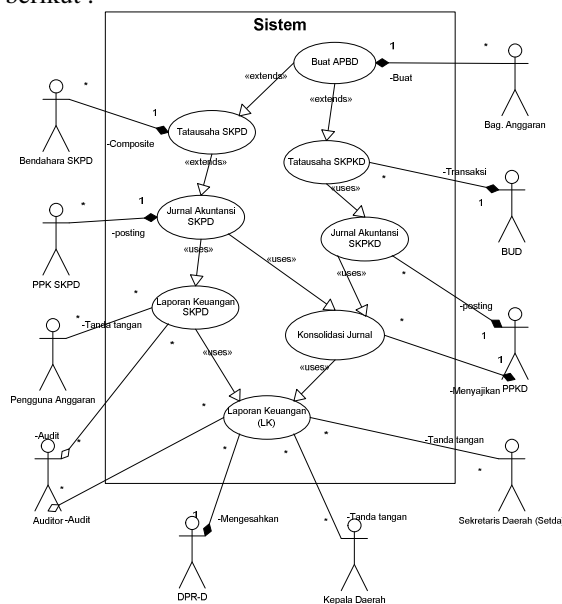 berikut :
Sistem
Buat APBD
1
*
-Buat
Bag. Anggaran
«extends»
«extends»
*
1
-Composite
Bendahara SKPD
Tatausaha SKPD
Tatausaha SKPKD
-Transaksi
*
1
BUD
«extends»
«uses»
*
1
-posting
PPK SKPD
Jurnal Akuntansi
SKPD
Jurnal Akuntansi
SKPKD
«uses»
«uses»
«uses»
*
-posting
1
*
-Tanda tangan
Pengguna Anggaran
Laporan Keuangan
SKPD
Konsolidasi Jurnal
*
1
-Menyajikan
PPKD
*
«uses»
«uses»
Laporan Keuangan
(LK)
-Audit
*
*
*
Auditor
-Audit
*
*
*
-Tanda tangan
*
Sekretaris Daerah (Setda)
1
-Mengesahkan
DPR-D
*
-Tanda tangan
Kepala Daerah